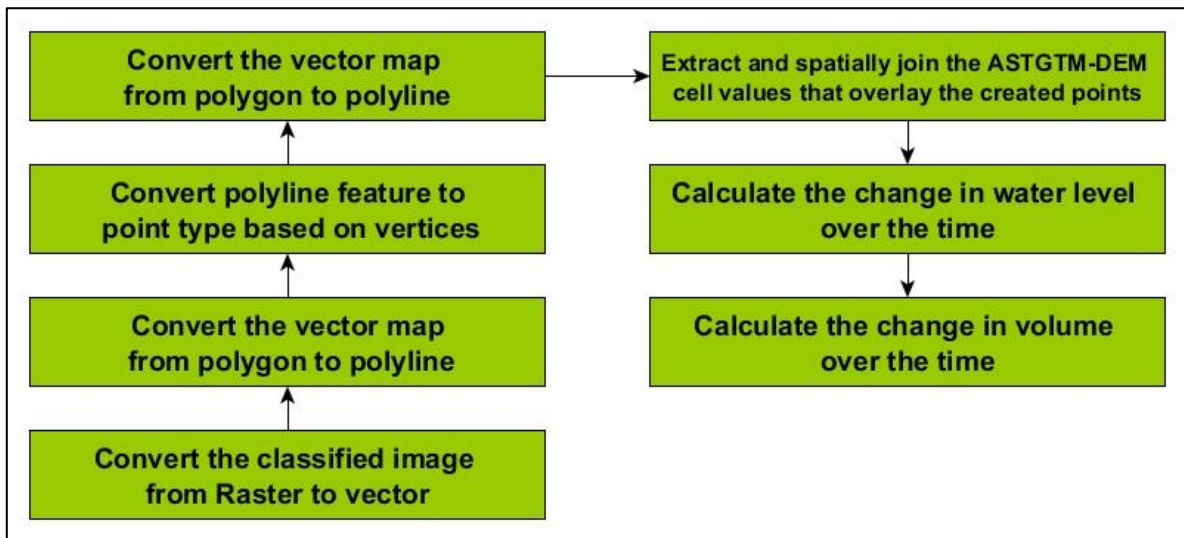 Convert the vector map
from polygon to polyline
Convert polyline feature to
point type based on vertices
Convert the vector map
from polygon to polyline
Convert the classified image
from Raster to vector
Extract and spatially join the ASTGTM-DEM
cell values that overlay the created points
Calculate the change in water level
over the time
Calculate the change in volume
over the time